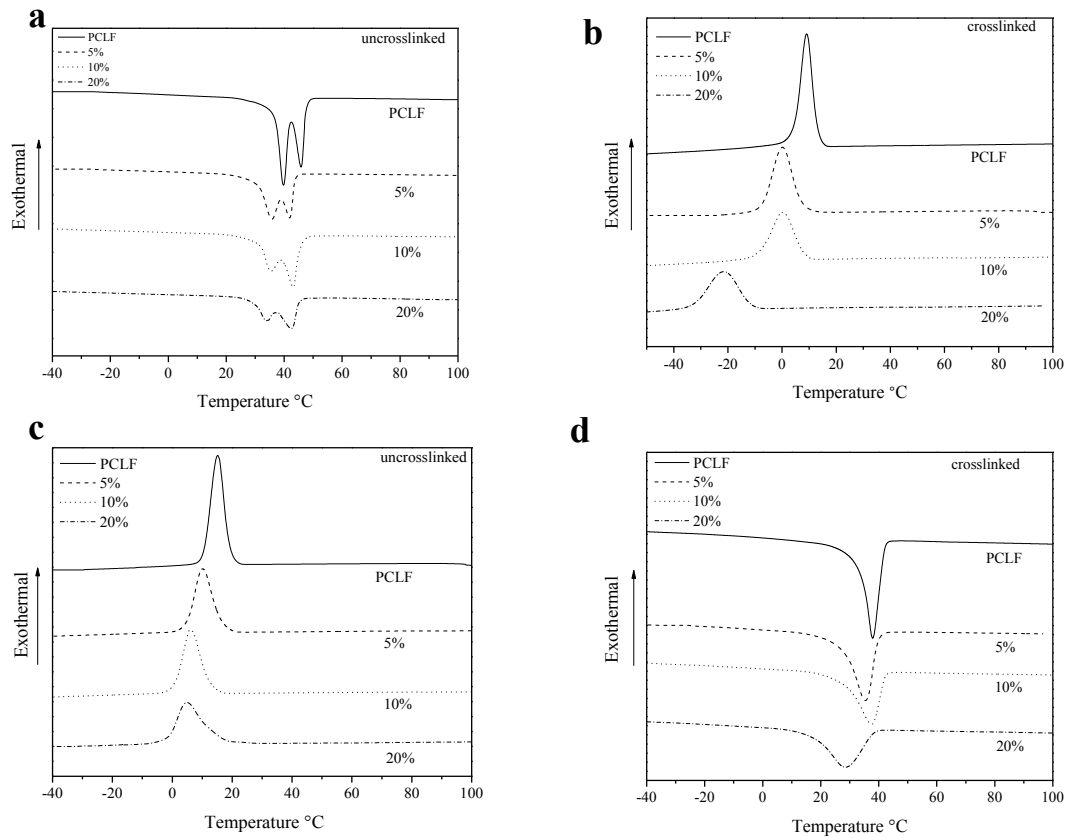 a
uncrosslinked
PCLF
5%
10%
20%
PCLF
5%
10%
20%
Exothermal
-40 -20 0 20 40 60 80 100
Temperature °C
b
crosslinked
PCLF
5%
10%
20%
PCLF
5%
10%
20%
Exothermal
-40 -20 0 20 40 60 80 100
Temperature °C
c
uncrosslinked
PCLF
5%
10%
20%
PCLF
5%
10%
20%
Exothermal
-40 -20 0 20 40 60 80 100
Temperature °C
d
crosslinked
PCLF
5%
10%
20%
PCLF
5%
10%
20%
Exothermal
-40 -20 0 20 40 60 80 100
Temperature °C